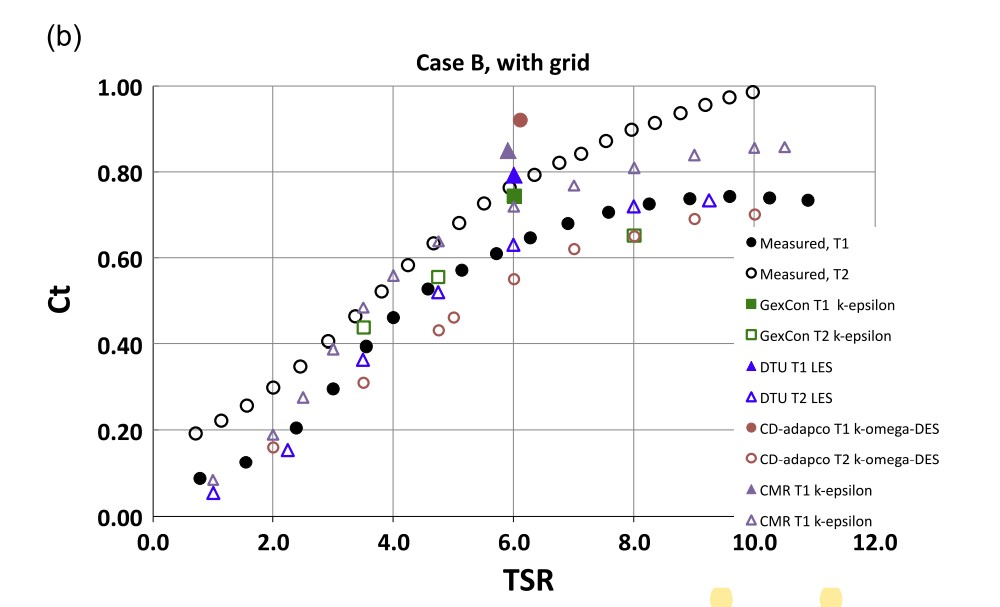 (b)
Case B, with grid
1.00
0.80
0.60
0.40
0.20
0.00
Ct
0.0 2.0 4.0 6.0 8.0 10.0 12.0
TSR
Measured, T1
Measured, T2
GexCon T1 k-epsilon
GexCon T2 k-epsilon
DTU T1 LES
DTU T2 LES
CD-adapco T1 k-omega-DES
CD-adapco T2 k-omega-DES
CMR T1 k-epsilon
CMR T1 k-epsilon